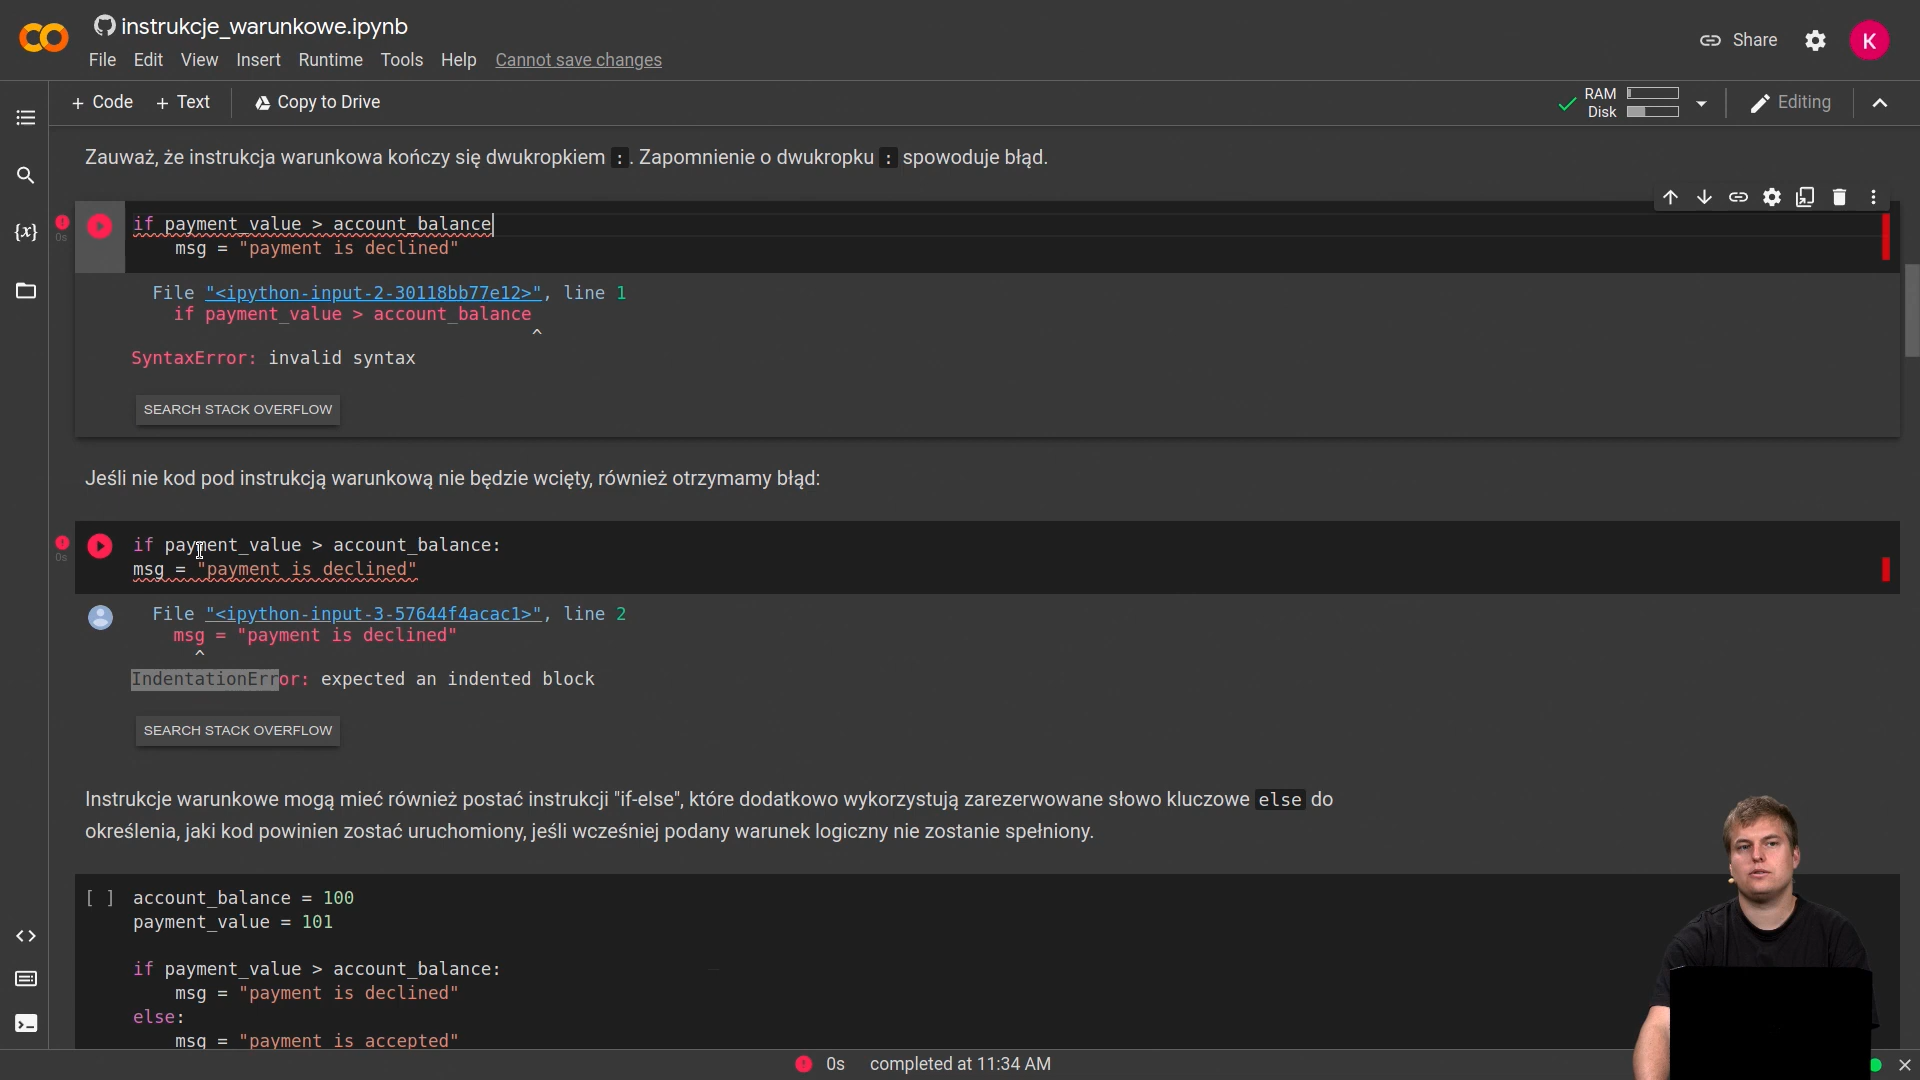 instrukcje_warunkowe.ipynb
File Edit View Insert Runtime Tools Help Cannot save changes
Share
K
+ Code + Text Copy to Drive
RAM
Disk
Editing
Zauważ, że instrukcja warunkowa kończy się dwukropkiem :. Zapomnienie o dwukropku : spowoduje błąd.
0s
if payment_value > account_balance
msg = "payment is declined"
File "<ipython-input-2-30118bb77e12>", line 1
if payment_value > account_balance
^
SyntaxError: invalid syntax
SEARCH STACK OVERFLOW
Jeśli nie kod pod instrukcją warunkową nie będzie wcięty, również otrzymamy błąd:
0s
if payment_value > account_balance:
msg = "payment is declined"
File "<ipython-input-3-57644f4acac1>", line 2
msg = "payment is declined"
^
IndentationError: expected an indented block
SEARCH STACK OVERFLOW
Instrukcje warunkowe mogą mieć również postać instrukcji "if-else", które dodatkowo wykorzystują zarezerwowane słowo kluczowe else do
określenia, jaki kod powinien zostać uruchomiony, jeśli wcześniej podany warunek logiczny nie zostanie spełniony.
[ ] account_balance = 100
payment_value = 101
if payment_value > account_balance:
msg = "payment is declined"
else:
msg = "payment is accepted"
0s completed at 11:34 AM